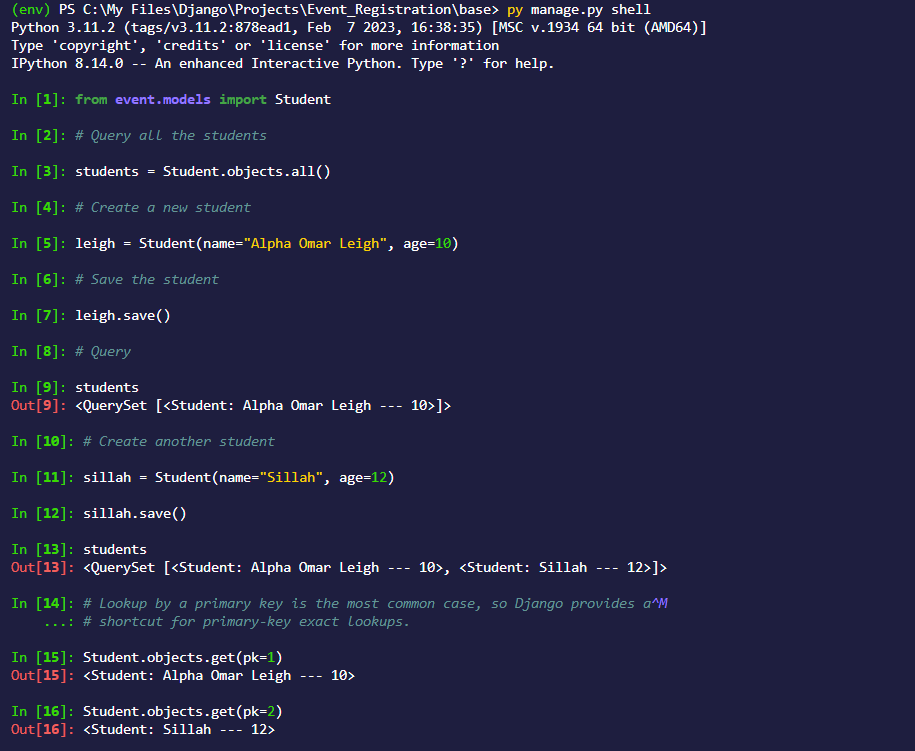 (env) PS C:\My Files\Django\Projects\Event_Registration\base> py manage.py shell
Python 3.11.2 (tags/v3.11.2:878ead1, Feb  7 2023, 16:38:35) [MSC v.1934 64 bit (AMD64)]
Type 'copyright', 'credits' or 'license' for more information
IPython 8.14.0 -- An enhanced Interactive Python. Type '?' for help.
In [1]: from event.models import Student
In [2]: # Query all the students
In [3]: students = Student.objects.all()
In [4]: # Create a new student
In [5]: leigh = Student(name="Alpha Omar Leigh", age=10)
In [6]: # Save the student
In [7]: leigh.save()
In [8]: # Query
In [9]: students
Out[9]: <QuerySet [<Student: Alpha Omar Leigh --- 10>]>
In [10]: # Create another student
In [11]: sillah = Student(name="Sillah", age=12)
In [12]: sillah.save()
In [13]: students
Out[13]: <QuerySet [<Student: Alpha Omar Leigh --- 10>, <Student: Sillah --- 12>]>
In [14]: # Lookup by a primary key is the most common case, so Django provides a^M
    ...: # shortcut for primary-key exact lookups.
In [15]: Student.objects.get(pk=1)
Out[15]: <Student: Alpha Omar Leigh --- 10>
In [16]: Student.objects.get(pk=2)
Out[16]: <Student: Sillah --- 12>